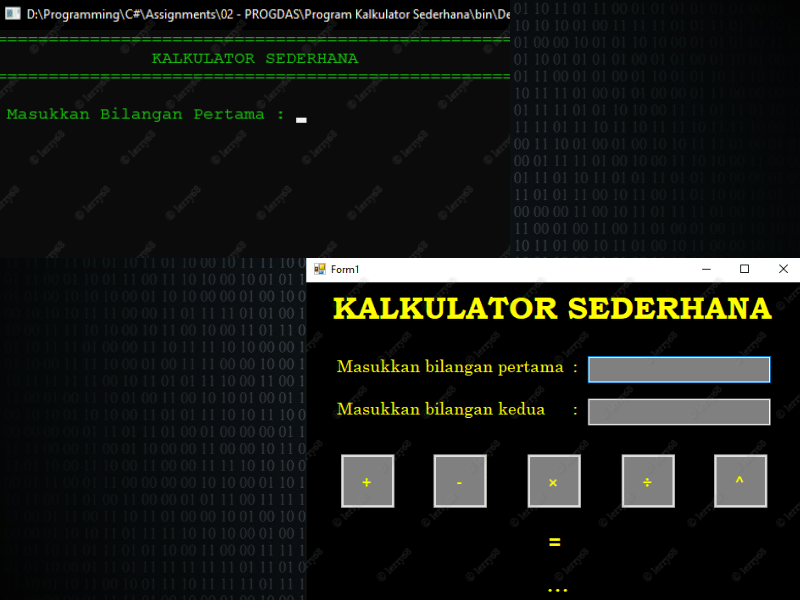 D:\Programming\C#\Assignments\02 - PROGDAS\Program Kalkulator Sederhana\bin\De
KALKULATOR SEDERHANA
Masukkan Bilangan Pertama :
Form1
KALKULATOR SEDERHANA
Masukkan bilangan pertama :
Masukkan bilangan kedua :
+ - × ÷ ^
=
...
© lerry68